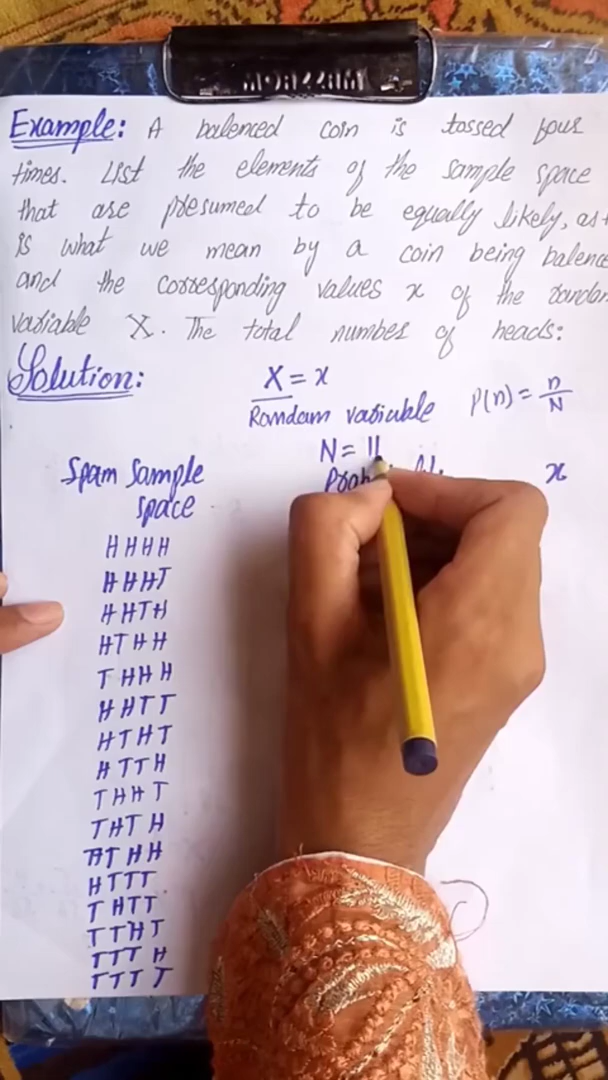 MOAZZAM
Example: A balenced coin is tossed four
times. List the elements of the sample space
that are presumed to be equally likely, as
is what we mean by a coin being balence
and the corresponding values x of the random
variable X. The total number of heads:
Solution:
X = x
Random variable
P(n) = n/N
N =
Spam Sample
space
x
HHHH
HHHT
HHTH
HTHH
THHH
HHTT
HTHT
HTTH
THHT
THTH
TTHH
HTTT
THTT
TTHT
TTTH
TTTT